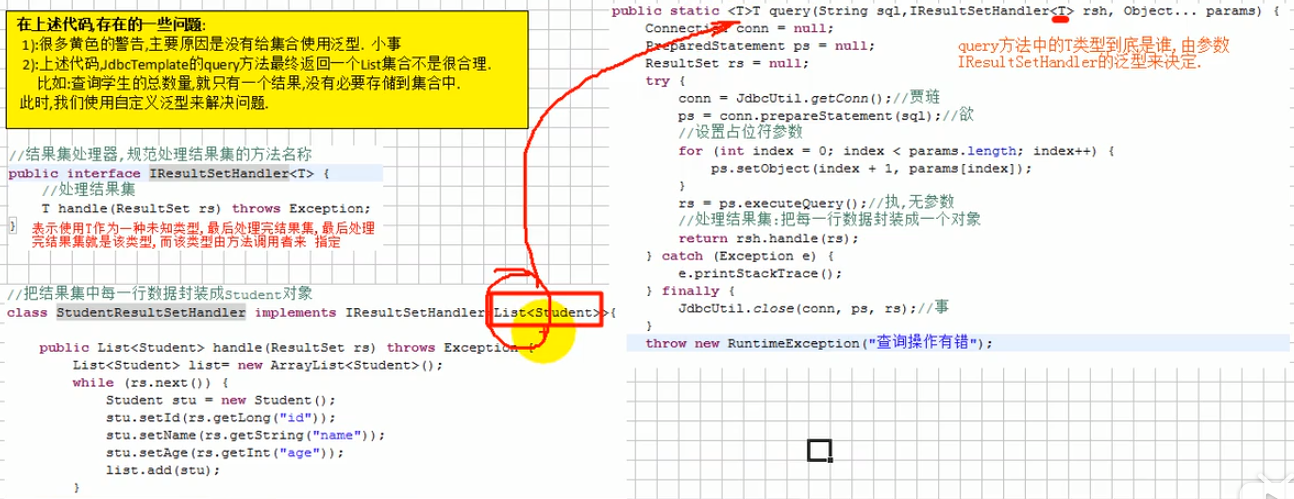 在上述代码,存在的一些问题:
1):很多黄色的警告,主要原因是没有给集合使用泛型. 小事
2):上述代码,JdbcTemplate的query方法最终返回一个List集合不是很合理.
比如:查询学生的总数量,就只有一个结果,没有必要存储到集合中.
此时,我们使用自定义泛型来解决问题.
//结果集处理器,规范处理结果集的方法名称
public interface IResultSetHandler<T> {
//处理结果集
T handle(ResultSet rs) throws Exception;
}
表示使用T作为一种未知类型,最后处理完结果集,最后处理
完结果集就是该类型,而该类型由方法调用者来 指定
//把结果集中每一行数据封装成Student对象
class StudentResultSetHandler implements IResultSetHandler<List<Student>>{
public List<Student> handle(ResultSet rs) throws Exception {
List<Student> list= new ArrayList<Student>();
while (rs.next()) {
Student stu = new Student();
stu.setId(rs.getLong("id"));
stu.setName(rs.getString("name"));
stu.setAge(rs.getInt("age"));
list.add(stu);
}
public static <T>T query(String sql,IResultSetHandler<T> rsh, Object... params) {
Connection conn = null;
PreparedStatement ps = null;
ResultSet rs = null;
query方法中的T类型到底是谁,由参数
IResultSetHandler的泛型来决定.
try {
conn = JdbcUtil.getConn();//贾琏
ps = conn.prepareStatement(sql);//欲
//设置占位符参数
for (int index = 0; index < params.length; index++) {
ps.setObject(index + 1, params[index]);
}
rs = ps.executeQuery();//执,无参数
//处理结果集:把每一行数据封装成一个对象
return rsh.handle(rs);
} catch (Exception e) {
e.printStackTrace();
} finally {
JdbcUtil.close(conn, ps, rs);//事
}
throw new RuntimeException("查询操作有错");